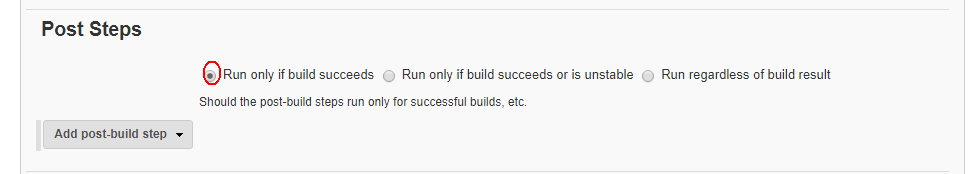 Post Steps
Run only if build succeeds Run only if build succeeds or is unstable Run regardless of build result
Should the post-build steps run only for successful builds, etc.
Add post-build step